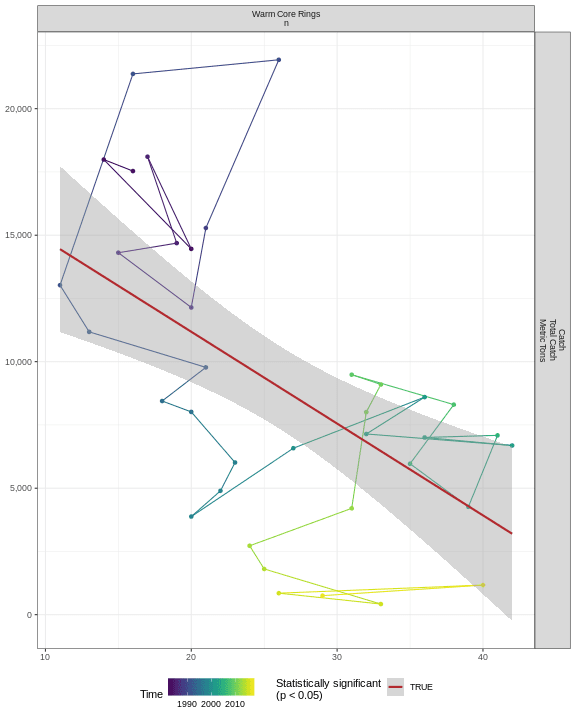 Warm Core Rings
n
20,000
15,000
10,000
5,000
0
10
20
30
40
Catch
Total Catch
Metric Tons
Time
1990 2000 2010
Statistically significant
(p < 0.05)
TRUE